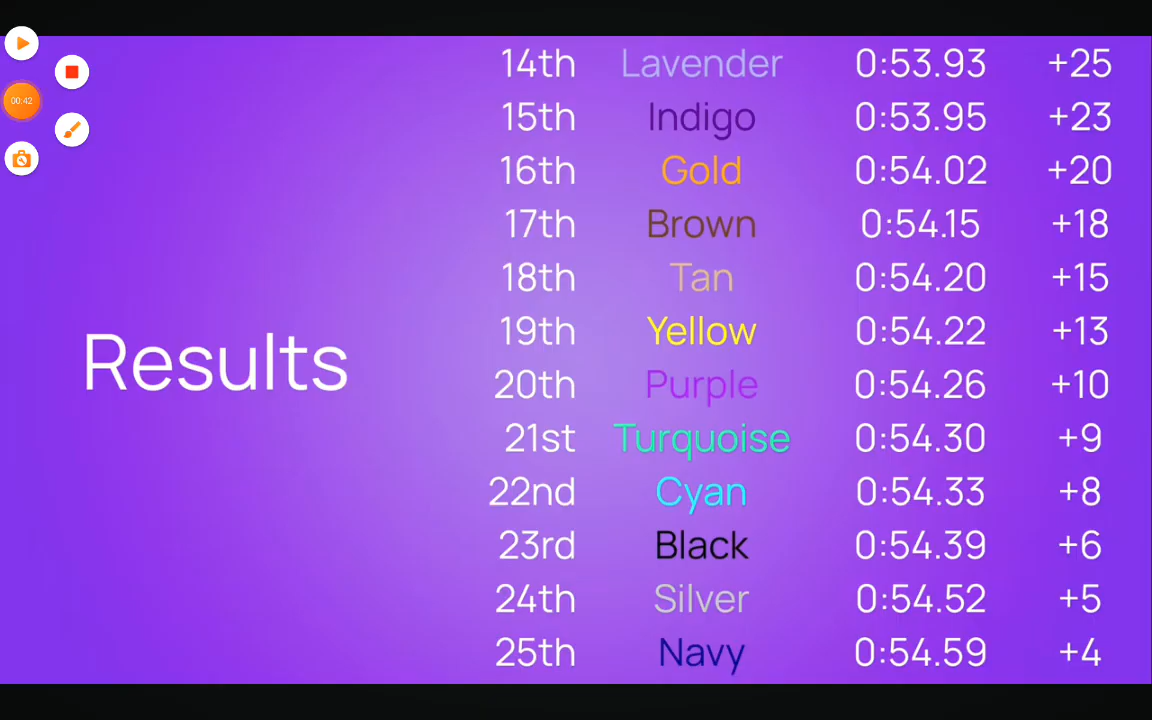 00:42
Results
14th Lavender 0:53.93 +25
15th Indigo 0:53.95 +23
16th Gold 0:54.02 +20
17th Brown 0:54.15 +18
18th Tan 0:54.20 +15
19th Yellow 0:54.22 +13
20th Purple 0:54.26 +10
21st Turquoise 0:54.30 +9
22nd Cyan 0:54.33 +8
23rd Black 0:54.39 +6
24th Silver 0:54.52 +5
25th Navy 0:54.59 +4